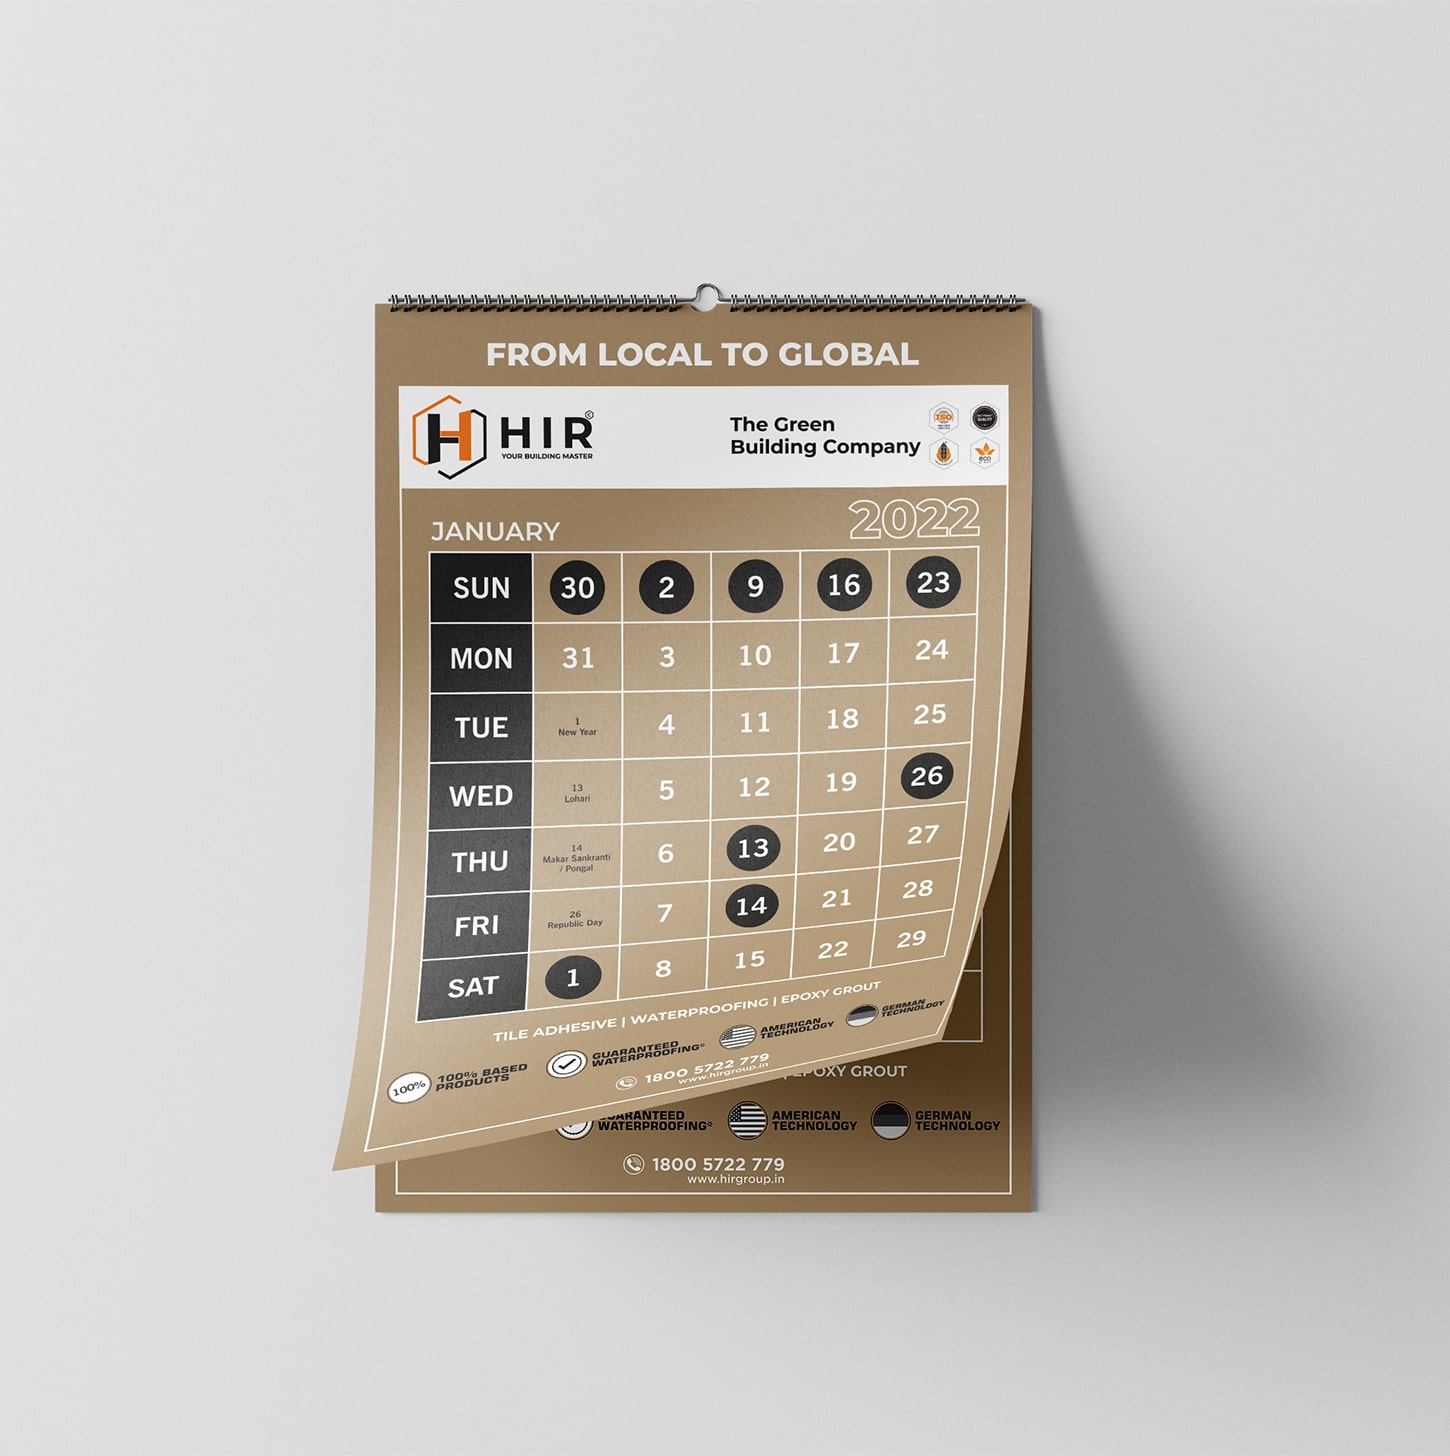 FROM LOCAL TO GLOBAL
HIR©
YOUR BUILDING MASTER
The Green
Building Company
ISO
eco
JANUARY
2022
SUN 30 2 9 16 23
MON 31 3 10 17 24
TUE 1 New Year 4 11 18 25
WED 13 Lohari 5 12 19 26
THU 14 Makar Sankranti / Pongal 6 13 20 27
FRI 26 Republic Day 7 14 21 28
SAT 1 8 15 22 29
TILE ADHESIVE | WATERPROOFING | EPOXY GROUT
100% 100% BASED PRODUCTS
GUARANTEED WATERPROOFING
AMERICAN TECHNOLOGY
GERMAN TECHNOLOGY
1800 5722 779
www.hirgroup.in
EPOXY GROUT
WATERPROOFING
AMERICAN TECHNOLOGY
GERMAN TECHNOLOGY
1800 5722 779
www.hirgroup.in